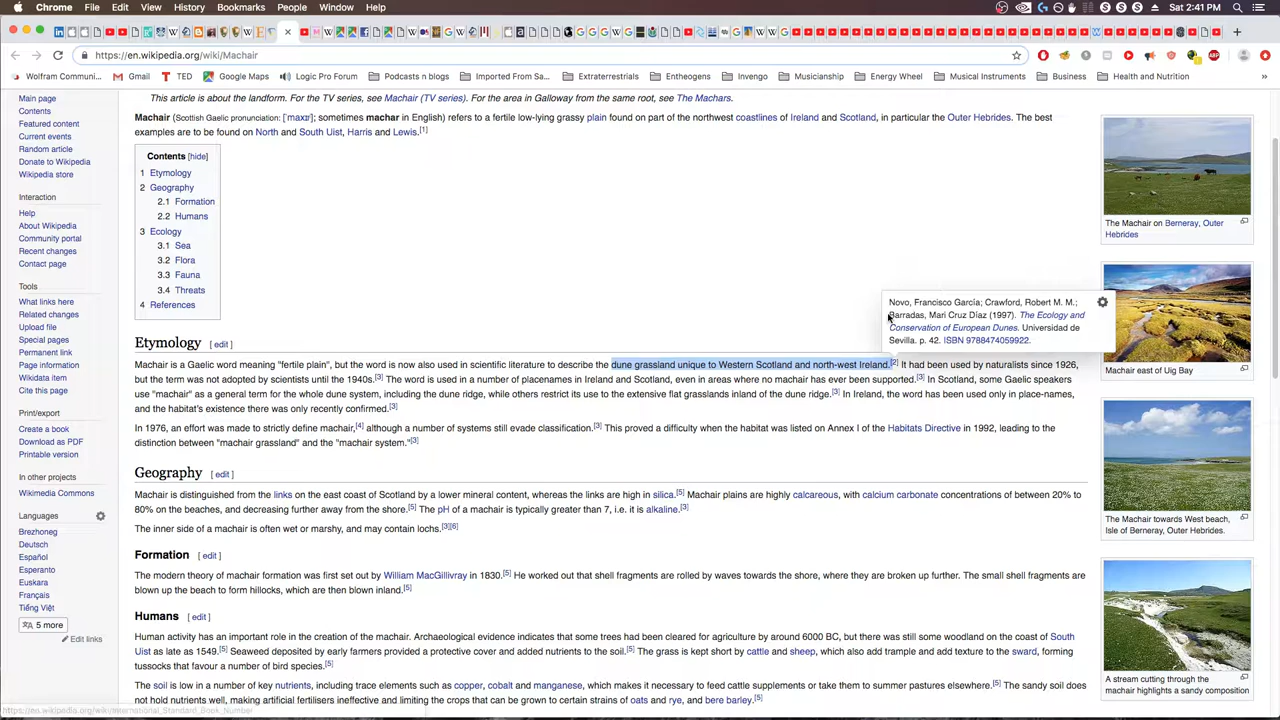 Chrome File Edit View History Bookmarks People Window Help Sat 2:41 PM
https://en.wikipedia.org/wiki/Machair
Wolfram Communit... Gmail TED Google Maps Logic Pro Forum Podcasts n blogs Imported From Sa... Extraterrestrials Entheogens Invengo Musicianship Energy Wheel Musical Instruments Business Health and Nutrition
Main page
Contents
Featured content
Current events
Random article
Donate to Wikipedia
Wikipedia store
Interaction
Help
About Wikipedia
Community portal
Recent changes
Contact page
Tools
What links here
Related changes
Upload file
Special pages
Permanent link
Page information
Wikidata item
Cite this page
Print/export
Create a book
Download as PDF
Printable version
In other projects
Wikimedia Commons
Languages
Brezhoneg
Deutsch
Español
Esperanto
Euskara
Français
Tiếng Việt
5 more
Edit links
This article is about the landform. For the TV series, see Machair (TV series). For the area in Galloway from the same root, see The Machars.
Machair (Scottish Gaelic pronunciation: [ˈmaxɪɾ]; sometimes machar in English) refers to a fertile low-lying grassy plain found on part of the northwest coastlines of Ireland and Scotland, in particular the Outer Hebrides. The best
examples are to be found on North and South Uist, Harris and Lewis.[1]
Contents [hide]
1 Etymology
2 Geography
2.1 Formation
2.2 Humans
3 Ecology
3.1 Sea
3.2 Flora
3.3 Fauna
3.4 Threats
4 References
Novo, Francisco García; Crawford, Robert M. M.;
Barradas, Mari Cruz Díaz (1997). The Ecology and
Conservation of European Dunes. Universidad de
Sevilla. p. 42. ISBN 9788474059922.
Etymology [ edit ]
Machair is a Gaelic word meaning "fertile plain", but the word is now also used in scientific literature to describe the dune grassland unique to Western Scotland and north-west Ireland.[2] It had been used by naturalists since 1926,
but the term was not adopted by scientists until the 1940s.[3] The word is used in a number of placenames in Ireland and Scotland, even in areas where no machair has ever been supported.[3] In Scotland, some Gaelic speakers
use "machair" as a general term for the whole dune system, including the dune ridge, while others restrict its use to the extensive flat grasslands inland of the dune ridge.[3] In Ireland, the word has been used only in place-names,
and the habitat's existence there was only recently confirmed.[3]
In 1976, an effort was made to strictly define machair,[4] although a number of systems still evade classification.[3] This proved a difficulty when the habitat was listed on Annex I of the Habitats Directive in 1992, leading to the
distinction between "machair grassland" and the "machair system."[3]
Geography [ edit ]
Machair is distinguished from the links on the east coast of Scotland by a lower mineral content, whereas the links are high in silica.[5] Machair plains are highly calcareous, with calcium carbonate concentrations of between 20% to
80% on the beaches, and decreasing further away from the shore.[5] The pH of a machair is typically greater than 7, i.e. it is alkaline.[3]
The inner side of a machair is often wet or marshy, and may contain lochs.[3][6]
Formation [ edit ]
The modern theory of machair formation was first set out by William MacGillivray in 1830.[5] He worked out that shell fragments are rolled by waves towards the shore, where they are broken up further. The small shell fragments are
blown up the beach to form hillocks, which are then blown inland.[5]
Humans [ edit ]
Human activity has an important role in the creation of the machair. Archaeological evidence indicates that some trees had been cleared for agriculture by around 6000 BC, but there was still some woodland on the coast of South
Uist as late as 1549.[5] Seaweed deposited by early farmers provided a protective cover and added nutrients to the soil.[5] The grass is kept short by cattle and sheep, which also add trample and add texture to the sward, forming
tussocks that favour a number of bird species.[5]
The soil is low in a number of key nutrients, including trace elements such as copper, cobalt and manganese, which makes it necessary to feed cattle supplements or take them to summer pastures elsewhere.[5] The sandy soil does
not hold nutrients well, making artificial fertilisers ineffective and limiting the crops that can be grown to certain strains of oats and rye, and bere barley.[5]
The Machair on Berneray, Outer
Hebrides
Machair east of Uig Bay
The Machair towards West beach,
Isle of Berneray, Outer Hebrides.
A stream cutting through the
machair highlights a sandy composition
https://en.wikipedia.org/wiki/International_Standard_Book_Number